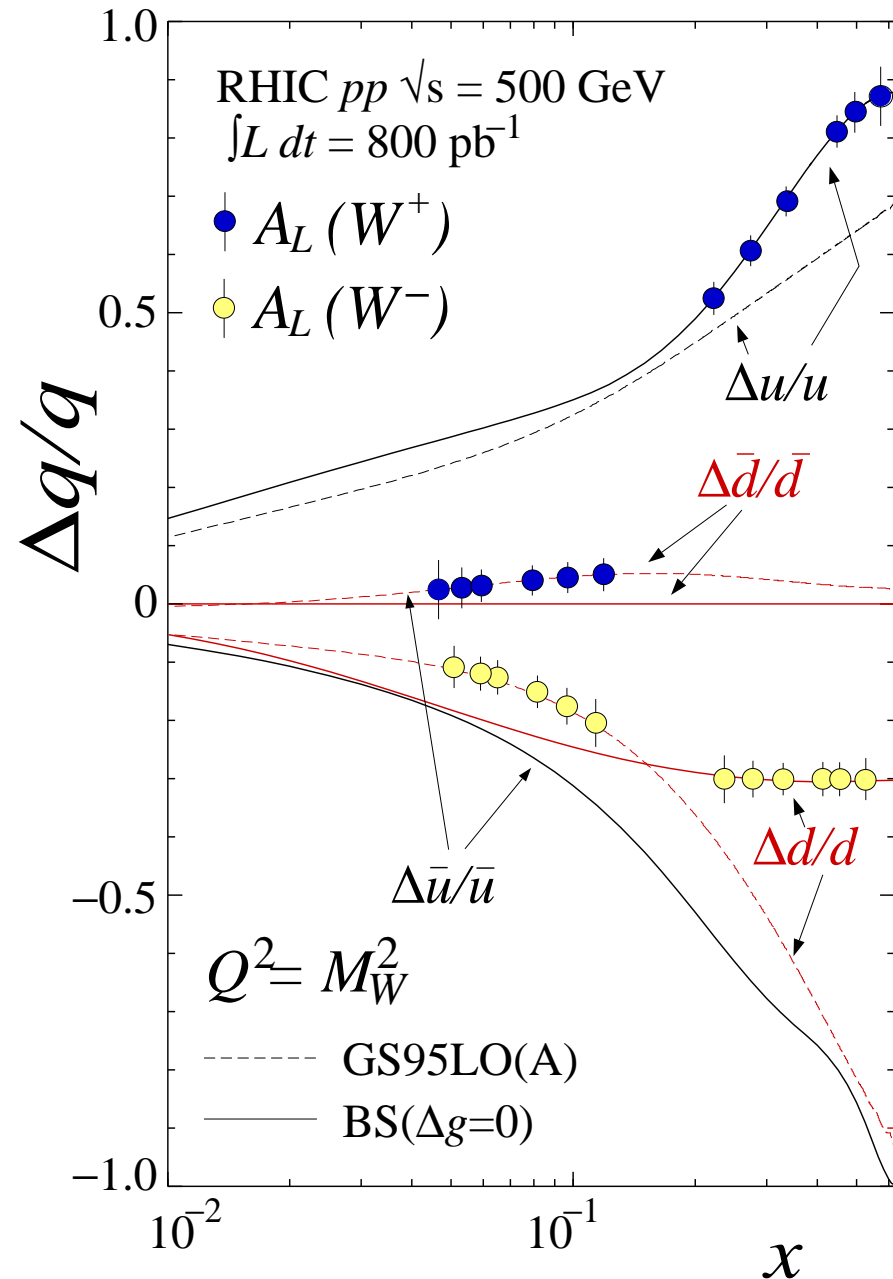 1.0
RHIC pp √s = 500 GeV
∫L dt = 800 pb⁻¹
A_L (W⁺)
A_L (W⁻)
0.5
Δu/u
Δq/q
Δd̄/d̄
0
Δd/d
Δū/ū
−0.5
Q² = M_W²
GS95LO(A)
BS(Δg=0)
−1.0
10⁻²
10⁻¹
x